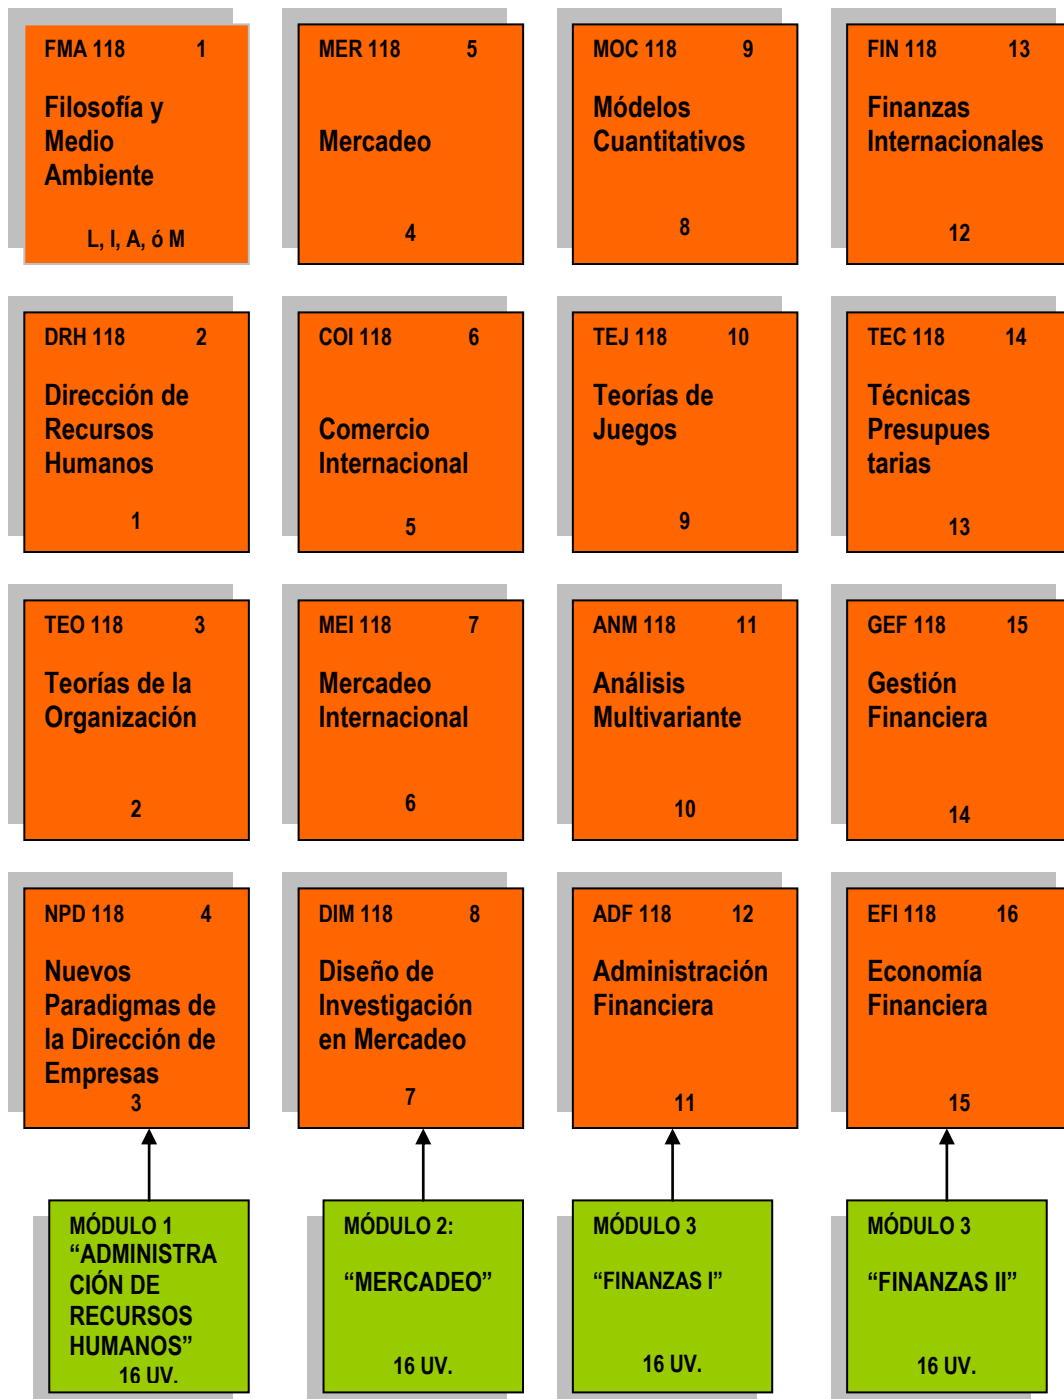 FMA 118 1
Filosofía y
Medio
Ambiente
L, I, A, ó M
MER 118 5
Mercadeo
4
MOC 118 9
Módelos
Cuantitativos
8
FIN 118 13
Finanzas
Internacionales
12
DRH 118 2
Dirección de
Recursos
Humanos
1
COI 118 6
Comercio
Internacional
5
TEJ 118 10
Teorías de
Juegos
9
TEC 118 14
Técnicas
Presupues
tarias
13
TEO 118 3
Teorías de la
Organización
2
MEI 118 7
Mercadeo
Internacional
6
ANM 118 11
Análisis
Multivariante
10
GEF 118 15
Gestión
Financiera
14
NPD 118 4
Nuevos
Paradigmas de
la Dirección de
Empresas
3
DIM 118 8
Diseño de
Investigación
en Mercadeo
7
ADF 118 12
Administración
Financiera
11
EFI 118 16
Economía
Financiera
15
MÓDULO 1
“ADMINISTRA
CIÓN DE
RECURSOS
HUMANOS”
16 UV.
MÓDULO 2:
“MERCADEO”
16 UV.
MÓDULO 3
“FINANZAS I”
16 UV.
MÓDULO 3
“FINANZAS II”
16 UV.